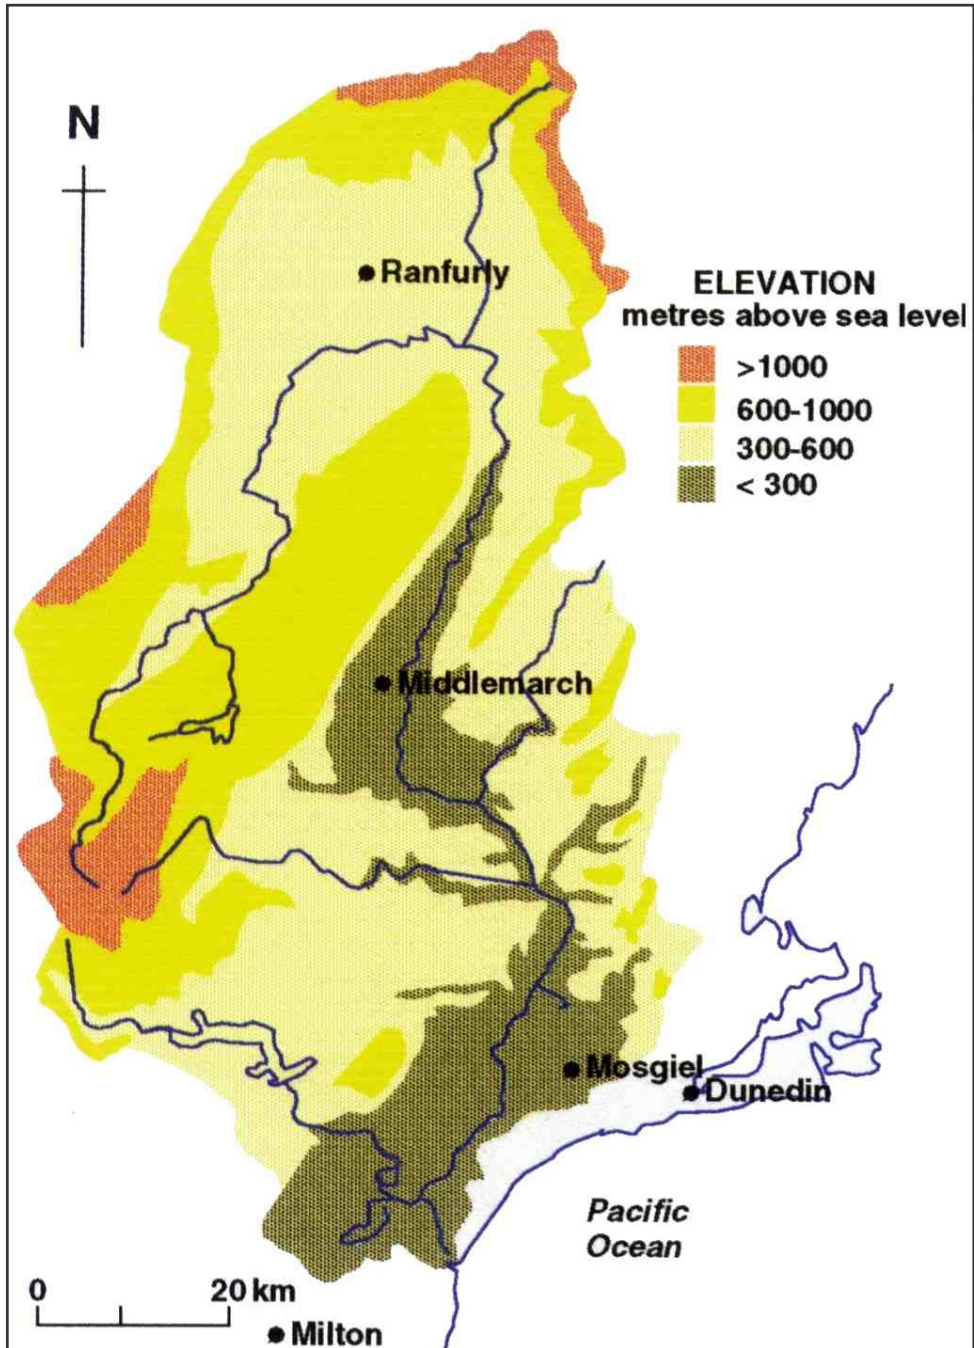 N
Ranfurly
ELEVATION
metres above sea level
>1000
600-1000
300-600
< 300
Middlemarch
Mosgiel
Dunedin
Pacific
Ocean
0
20 km
Milton